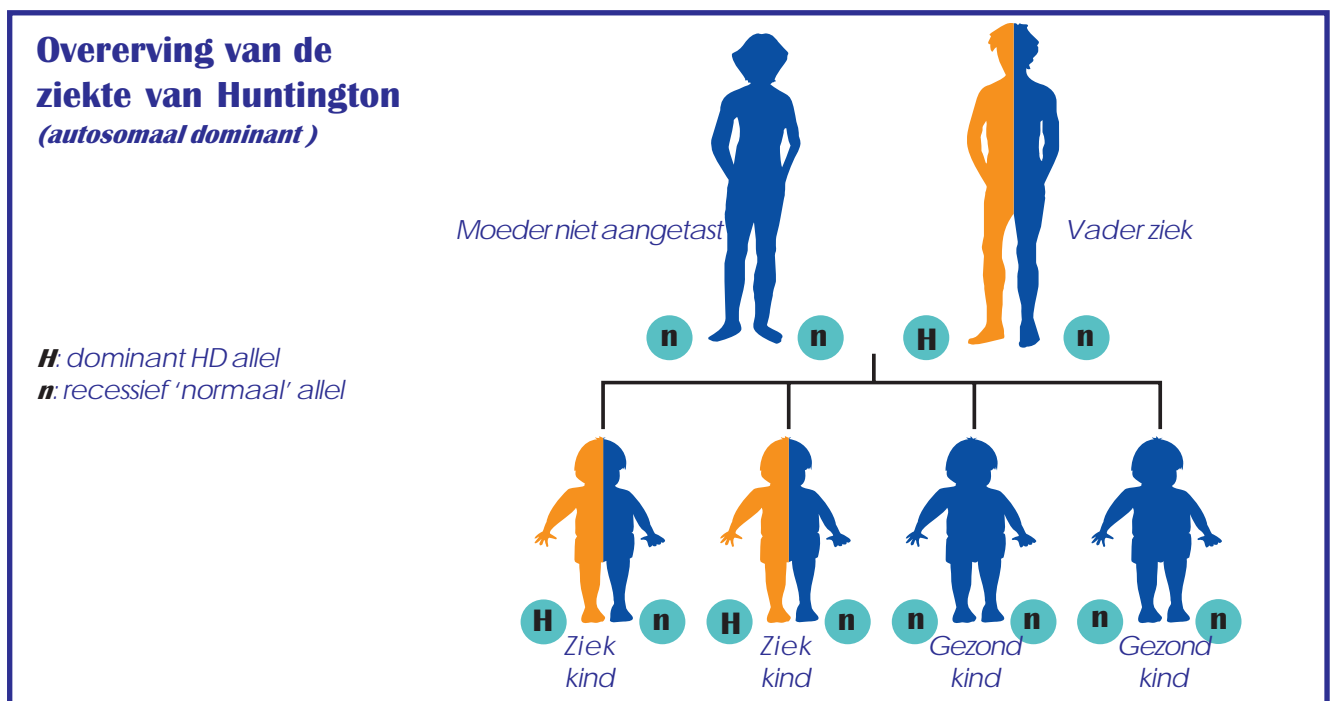 Overerving van de
ziekte van Huntington
(autosomaal dominant )
Moeder niet aangetast
Vader ziek
n n H n
H: dominant HD allel
n: recessief ‘normaal’ allel
H n H n n n n n
Ziek Ziek Gezond Gezond
kind kind kind kind